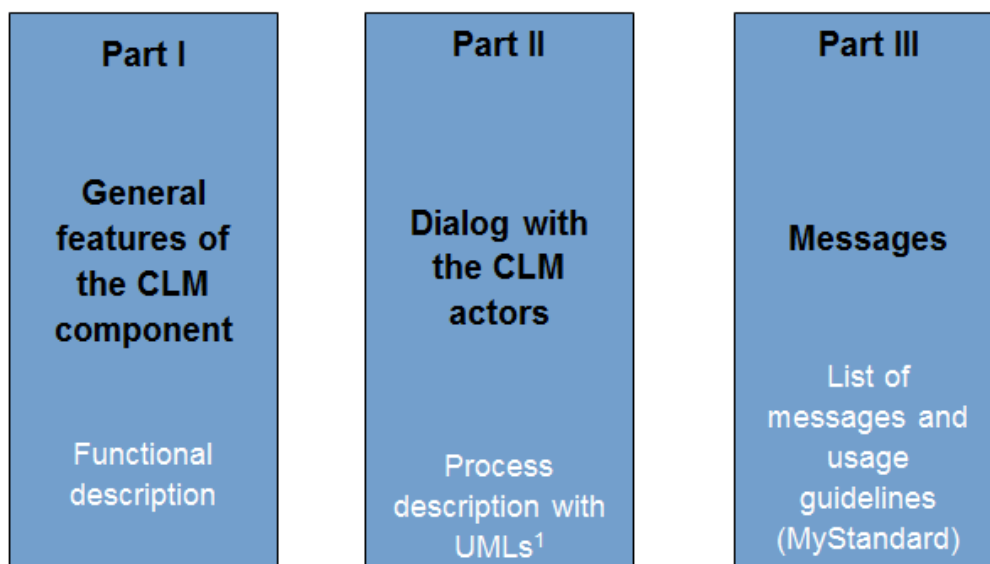 Part I
General
features of
the CLM
component
Functional
description
Part II
Dialog with
the CLM
actors
Process
description with
UMLs¹
Part III
Messages
List of
messages and
usage
guidelines
(MyStandard)